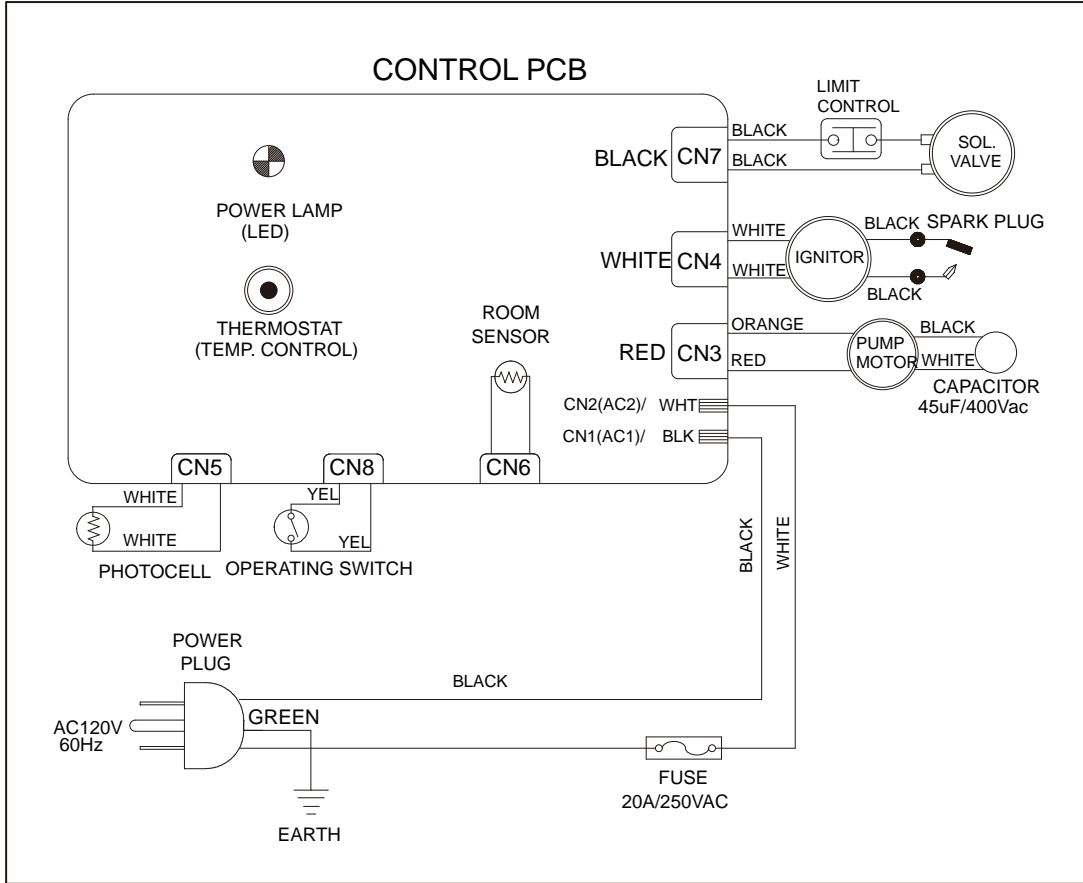 CONTROL PCB
LIMIT
CONTROL
BLACK
BLACK CN7
BLACK
SOL.
VALVE
POWER LAMP
(LED)
WHITE
BLACK SPARK PLUG
WHITE CN4
IGNITOR
WHITE
BLACK
THERMOSTAT
(TEMP. CONTROL)
ROOM
SENSOR
ORANGE
BLACK
RED CN3
PUMP
MOTOR
RED
WHITE
CAPACITOR
45uF/400Vac
CN2(AC2)/ WHT
CN1(AC1)/ BLK
CN5
CN8
CN6
WHITE
YEL
WHITE
YEL
PHOTOCELL
OPERATING SWITCH
BLACK
WHITE
POWER
PLUG
BLACK
GREEN
AC120V
60Hz
FUSE
20A/250VAC
EARTH